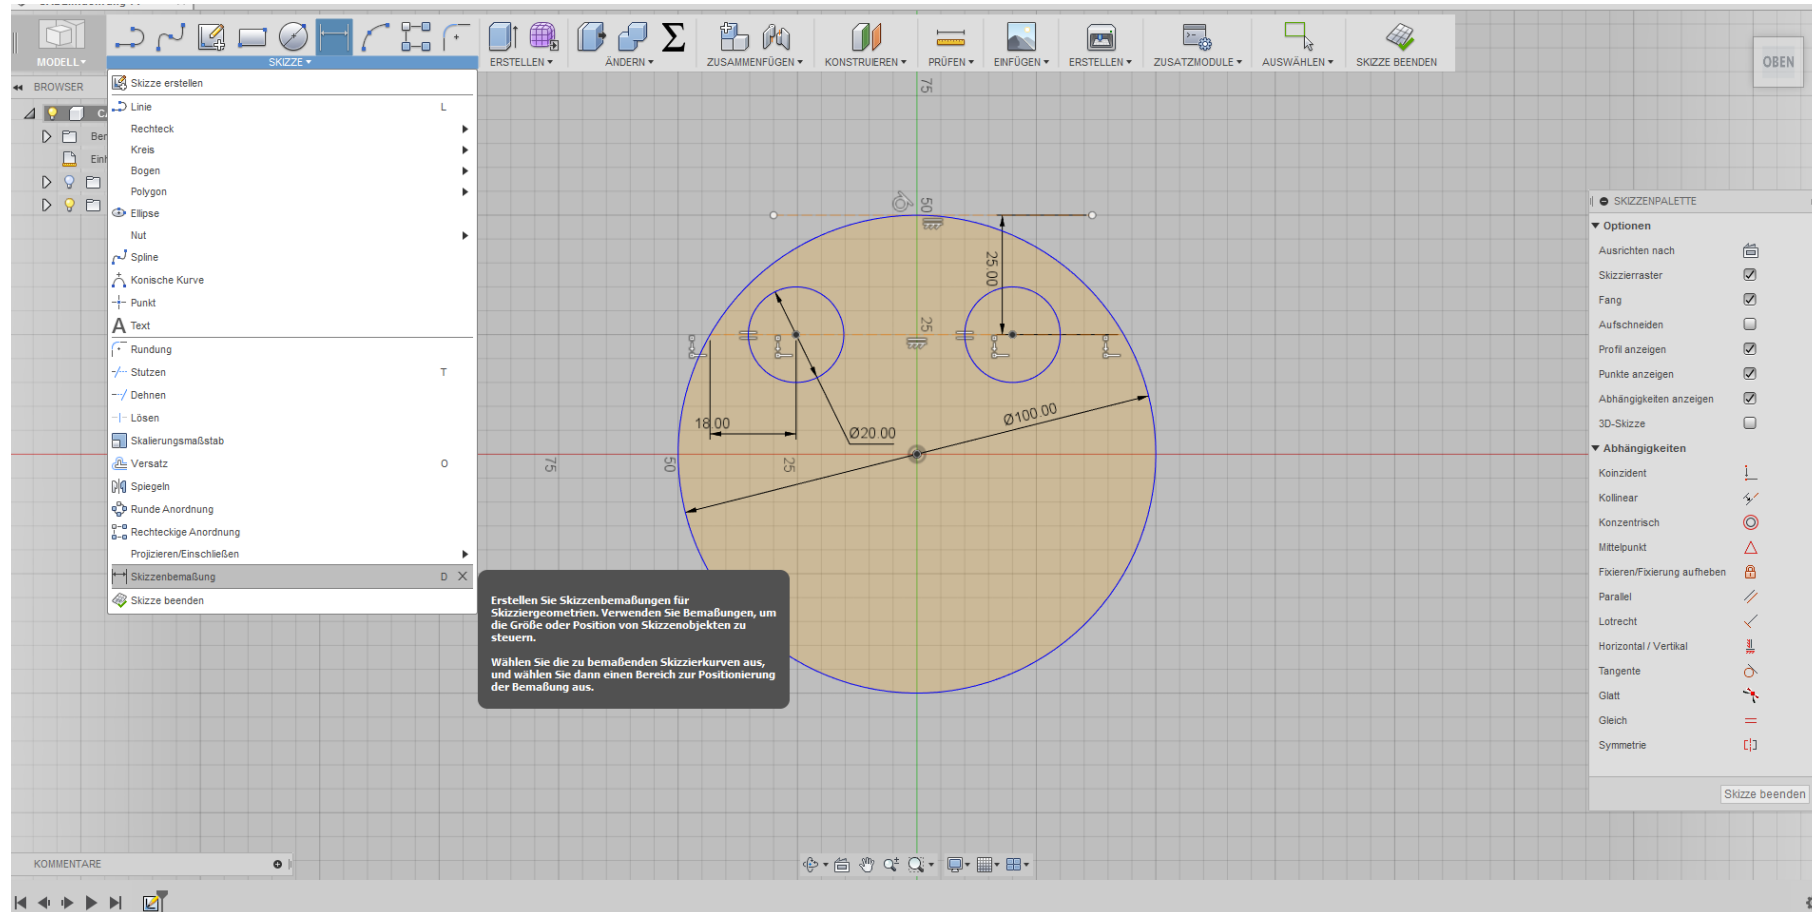 MODELL
SKIZZE
ERSTELLEN
ÄNDERN
ZUSAMMENFÜGEN
KONSTRUIEREN
PRÜFEN
EINFÜGEN
ERSTELLEN
ZUSATZMODULE
AUSWÄHLEN
SKIZZE BEENDEN
OBEN
BROWSER
Skizze erstellen
Linie L
Rechteck
Kreis
Bogen
Polygon
Ellipse
Nut
Spline
Konische Kurve
Punkt
A Text
Rundung
Stutzen T
Dehnen
Lösen
Skalierungsmaßstab
Versatz O
Spiegeln
Runde Anordnung
Rechteckige Anordnung
Projizieren/Einschließen
Skizzenbemaßung D
Skizze beenden
Erstellen Sie Skizzenbemaßungen für
Skizziergeometrien. Verwenden Sie Bemaßungen, um
die Größe oder Position von Skizzenobjekten zu
steuern.
Wählen Sie die zu bemaßenden Skizzierkurven aus,
und wählen Sie dann einen Bereich zur Positionierung
der Bemaßung aus.
75
50
25.00
25
18.00
Ø20.00
Ø100.00
75
50
25
SKIZZENPALETTE
Optionen
Ausrichten nach
Skizzierraster
Fang
Aufschneiden
Profil anzeigen
Punkte anzeigen
Abhängigkeiten anzeigen
3D-Skizze
Abhängigkeiten
Koinzident
Kollinear
Konzentrisch
Mittelpunkt
Fixieren/Fixierung aufheben
Parallel
Lotrecht
Horizontal / Vertikal
Tangente
Glatt
Gleich
Symmetrie
Skizze beenden
KOMMENTARE